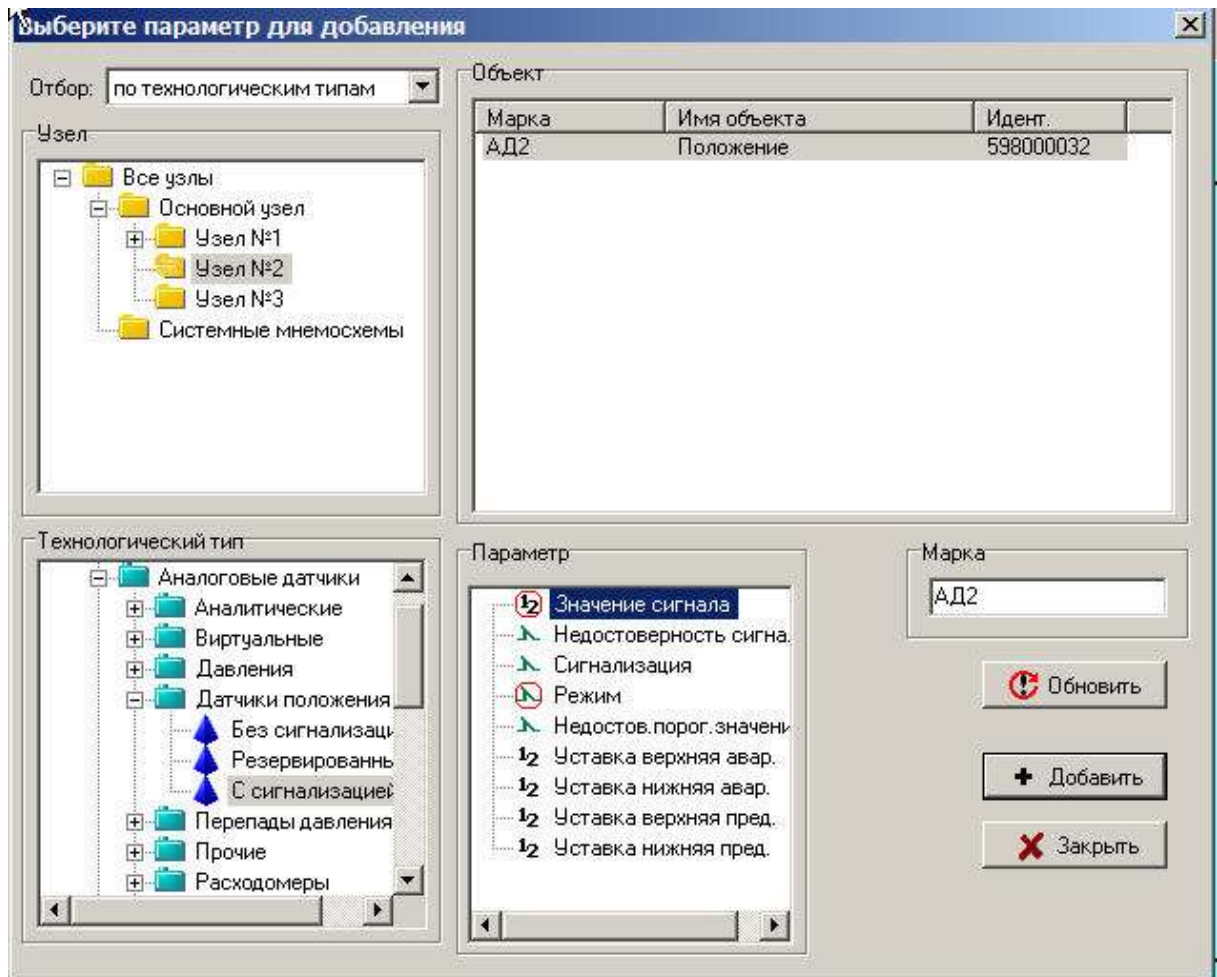 Выберите параметр для добавления
Отбор: по технологическим типам
Узел
Все узлы
Основной узел
Узел №1
Узел №2
Узел №3
Системные мнемосхемы
Объект
Марка Имя объекта Идент.
АД2 Положение 598000032
Технологический тип
Аналоговые датчики
Аналитические
Виртуальные
Давления
Датчики положения
Без сигнализаци
Резервированны
С сигнализацией
Перепады давления
Прочие
Расходомеры
Параметр
Значение сигнала
Недостоверность сигна
Сигнализация
Режим
Недостов.порог.значени
Уставка верхняя авар.
Уставка нижняя авар.
Уставка верхняя пред.
Уставка нижняя пред.
Марка
АД2
Обновить
Добавить
Закрыть